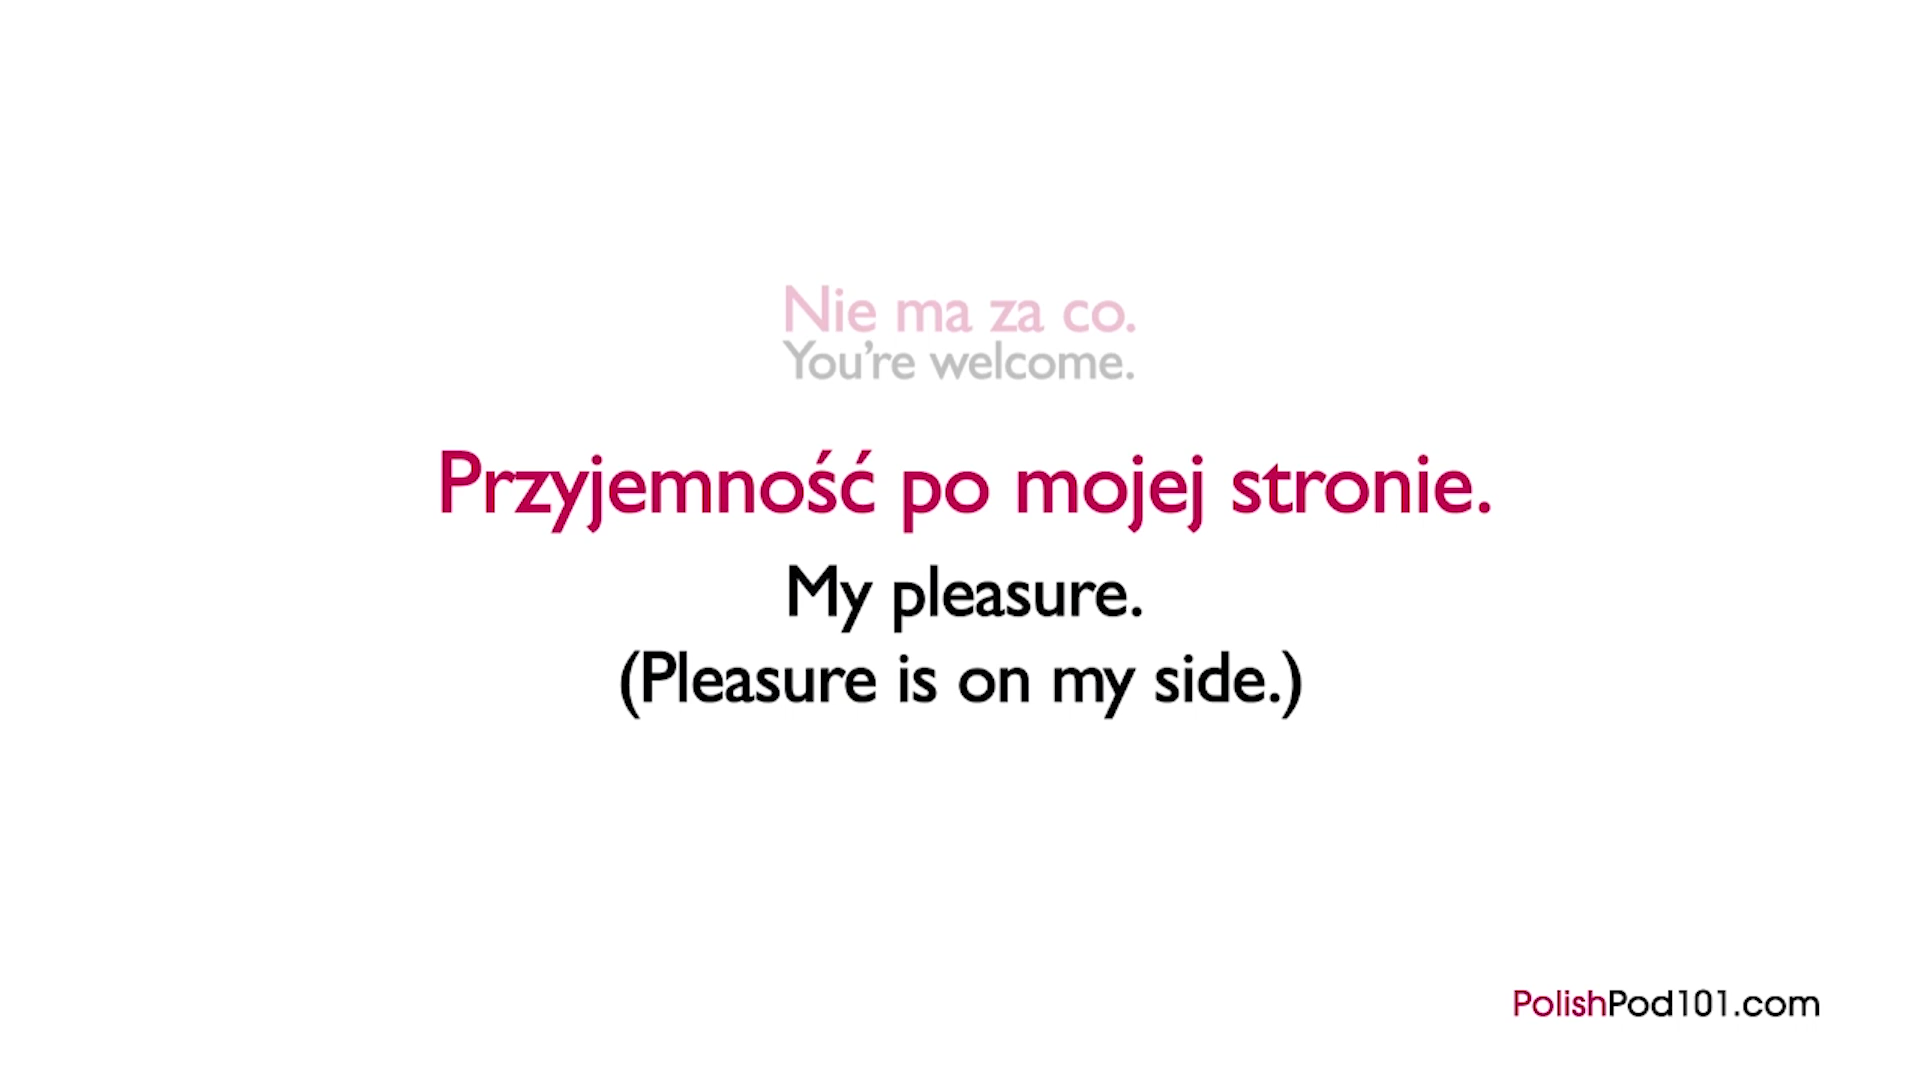 Nie ma za co.
You're welcome.
Przyjemność po mojej stronie.
My pleasure.
(Pleasure is on my side.)
PolishPod101.com